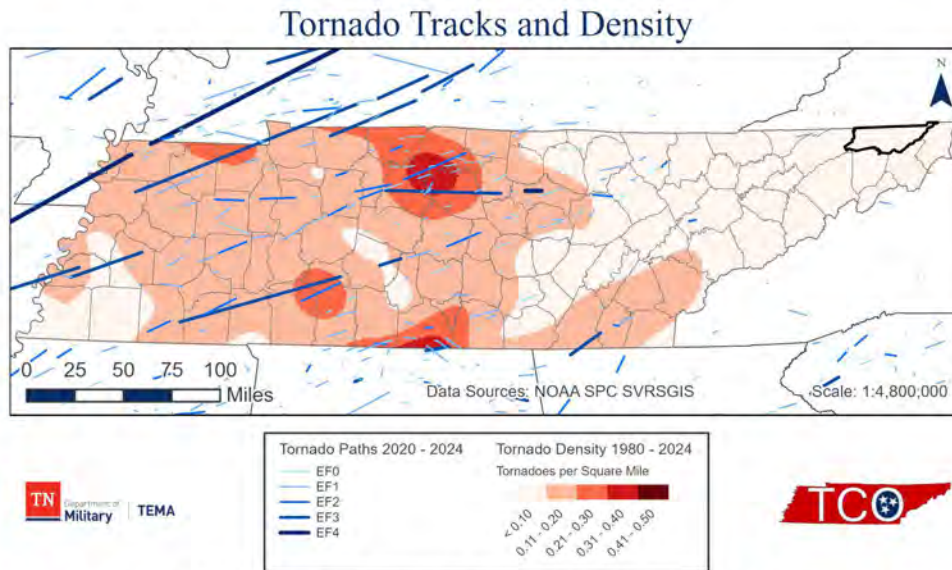 Tornado Tracks and Density
N
0 25 50 75 100
Miles
Data Sources: NOAA SPC SVRSGIS
Scale: 1:4,800,000
Tornado Paths 2020 - 2024
EF0
EF1
EF2
EF3
EF4
Tornado Density 1980 - 2024
Tornadoes per Square Mile
< 0.10
0.11 - 0.20
0.21 - 0.30
0.31 - 0.40
0.41 - 0.50
TN
Department of
Military
TEMA
TCO